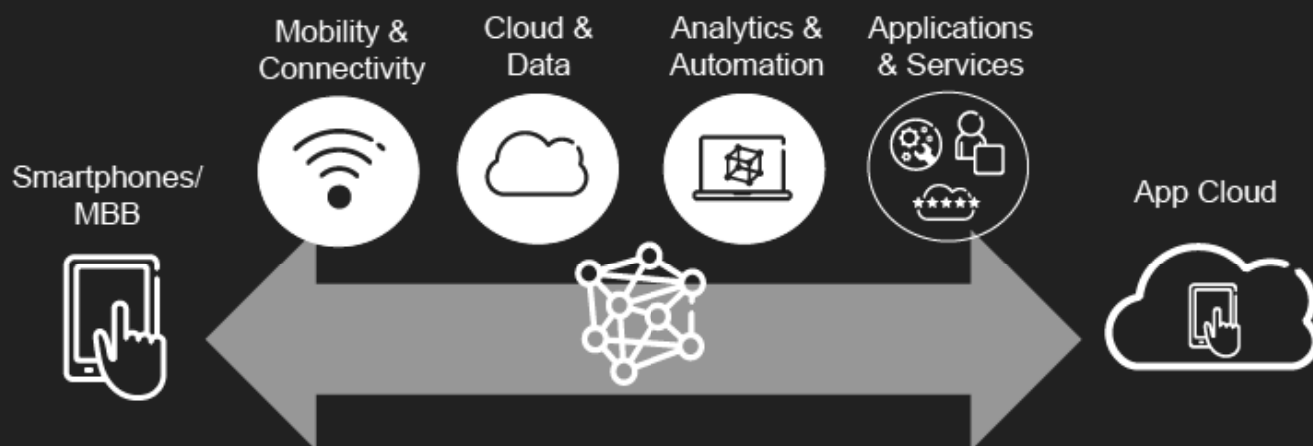 Mobility &
Connectivity
Cloud &
Data
Analytics &
Automation
Applications
& Services
Smartphones/
MBB
App Cloud